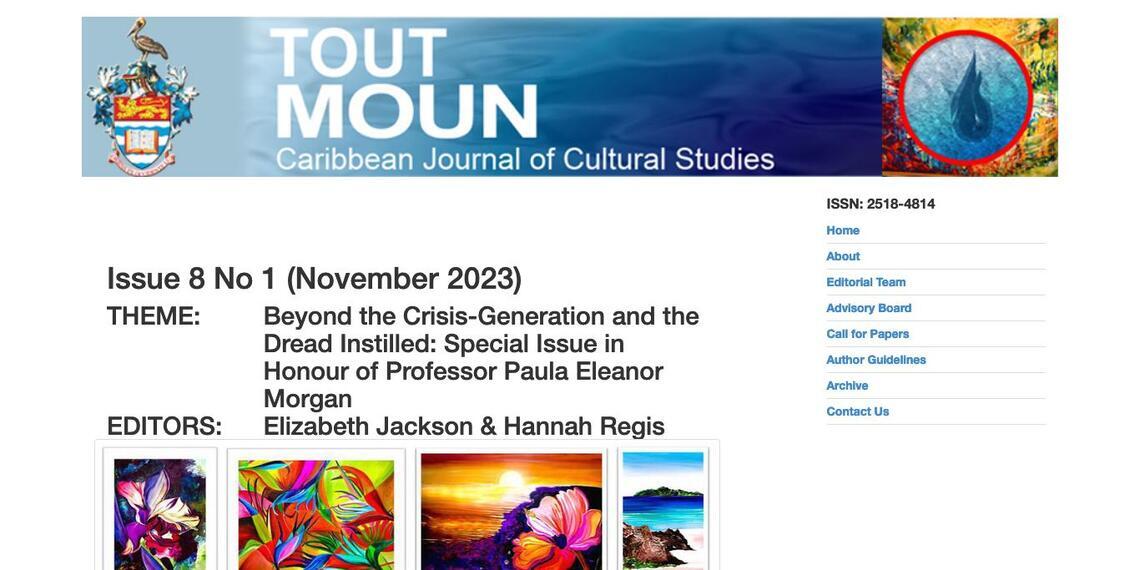 TOUT
MOUN
Caribbean Journal of Cultural Studies
Issue 8 No 1 (November 2023)
THEME: Beyond the Crisis-Generation and the
Dread Instilled: Special Issue in
Honour of Professor Paula Eleanor
Morgan
EDITORS: Elizabeth Jackson & Hannah Regis
ISSN: 2518-4814
Home
About
Editorial Team
Advisory Board
Call for Papers
Author Guidelines
Archive
Contact Us